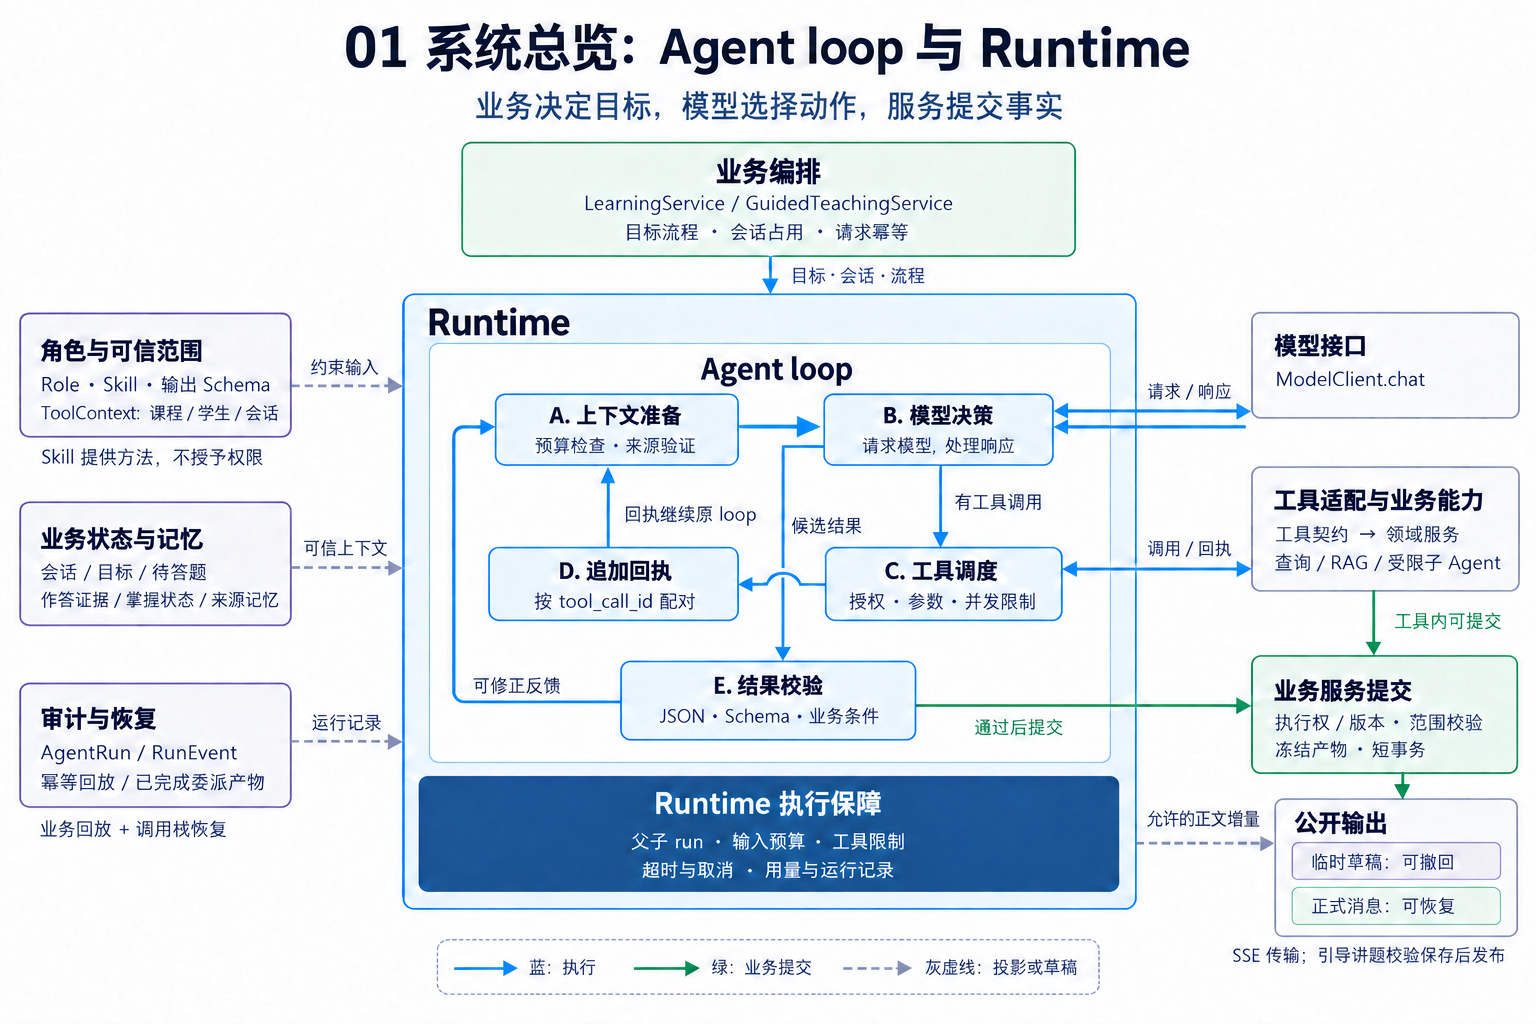 01 系统总览：Agent loop 与 Runtime
业务决定目标，模型选择动作，服务提交事实
业务编排
LearningService / GuidedTeachingService
目标流程 · 会话占用 · 请求幂等
目标 · 会话 · 流程
角色与可信范围
Role · Skill · 输出 Schema
ToolContext: 课程 / 学生 / 会话
Skill 提供方法，不授予权限
约束输入
业务状态与记忆
会话 / 目标 / 待答题
作答证据 / 掌握状态 / 来源记忆
可信上下文
审计与恢复
AgentRun / RunEvent
幂等回放 / 已完成委派产物
业务回放 + 调用栈恢复
运行记录
Runtime
Agent loop
A. 上下文准备
预算检查 · 来源验证
B. 模型决策
请求模型, 处理响应
回执继续原 loop
候选结果
有工具调用
D. 追加回执
按 tool_call_id 配对
C. 工具调度
授权 · 参数 · 并发限制
可修正反馈
E. 结果校验
JSON · Schema · 业务条件
通过后提交
Runtime 执行保障
父子 run · 输入预算 · 工具限制
超时与取消 · 用量与运行记录
请求 / 响应
模型接口
ModelClient.chat
调用 / 回执
工具适配与业务能力
工具契约 → 领域服务
查询 / RAG / 受限子 Agent
工具内可提交
业务服务提交
执行权 / 版本 · 范围校验
冻结产物 · 短事务
允许的正文增量
公开输出
临时草稿：可撤回
正式消息：可恢复
SSE 传输；引导讲题校验保存后发布
蓝：执行
绿：业务提交
灰虚线：投影或草稿